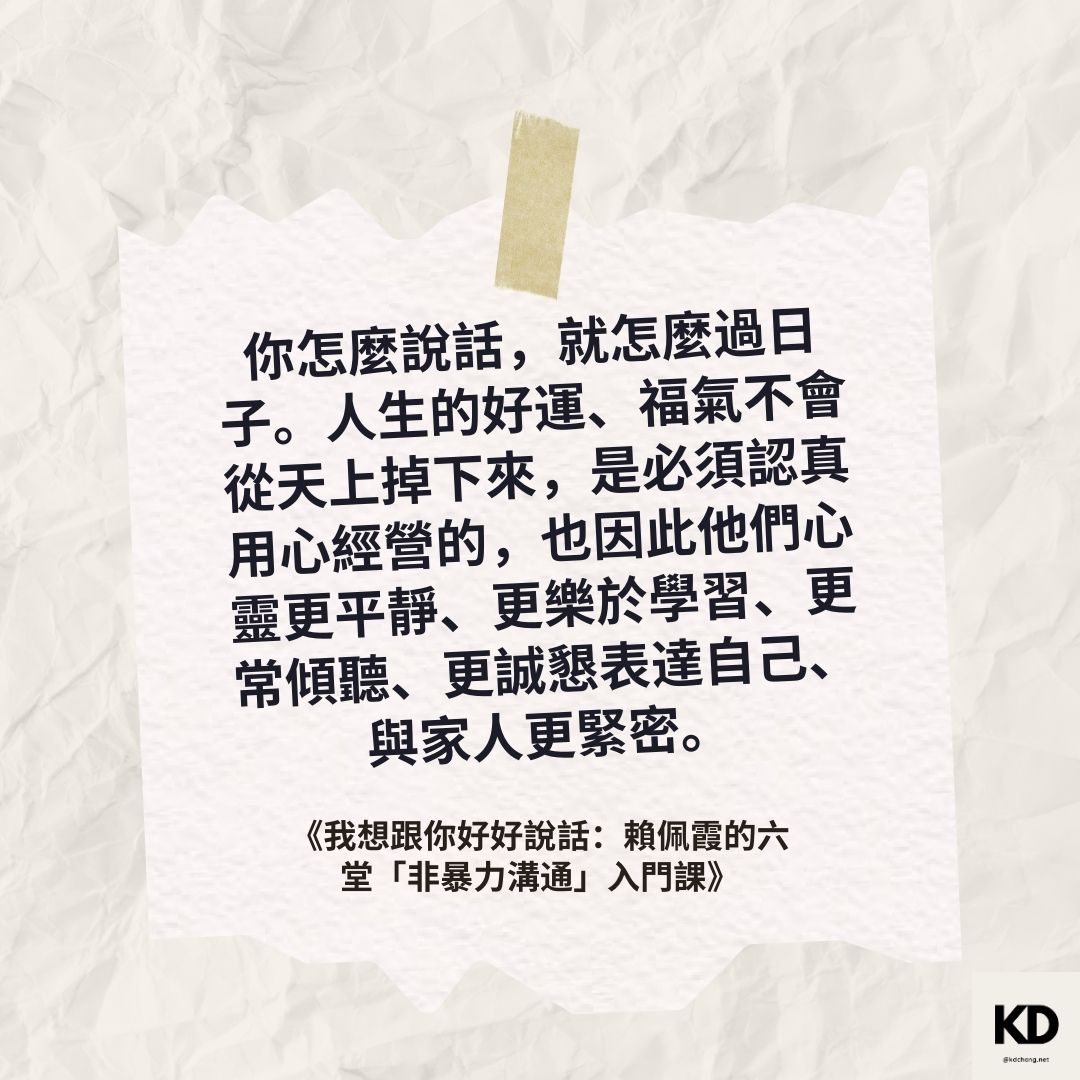 你怎麼說話，就怎麼過日
子。人生的好運、福氣不會
從天上掉下來，是必須認真
用心經營的，也因此他們心
靈更平靜、更樂於學習、更
常傾聽、更誠懇表達自己、
與家人更緊密。
《我想跟你好好說話：賴佩霞的六
堂「非暴力溝通」入門課》
KD
@kdchong.net